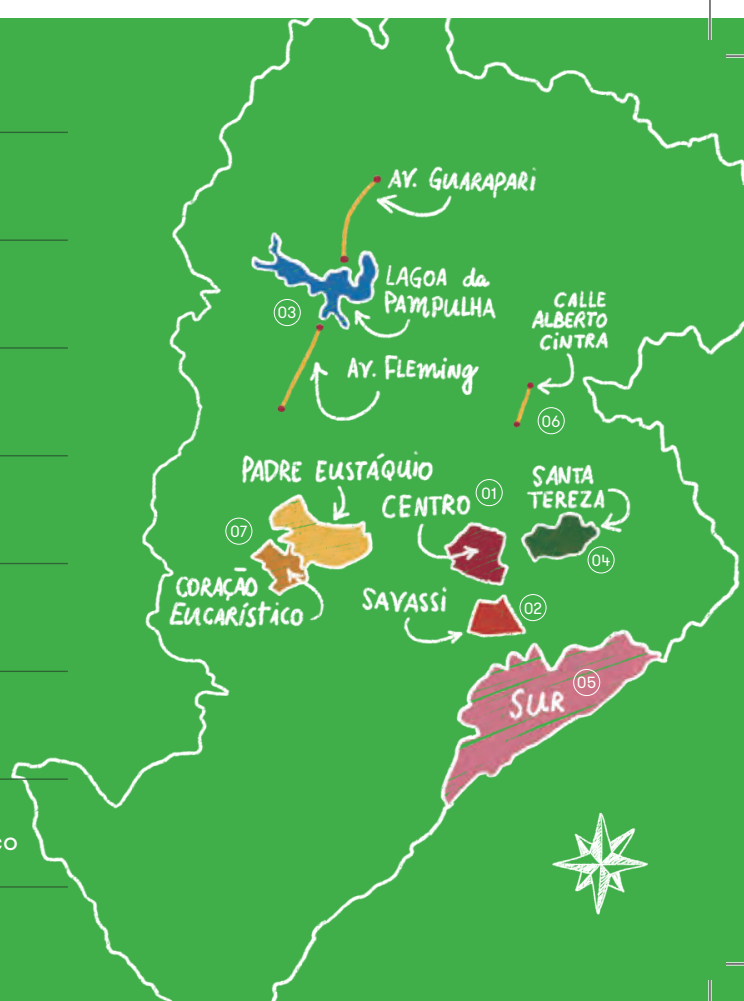 AV. GUARAPARI
LAGOA da
PAMPULHA
03
CALLE
ALBERTO
CINTRA
AV. FLEMING
06
PADRE EUSTÁQUIO
01
CENTRO
SANTA
TEREZA
07
04
CORAÇÃO
EUCARÍSTICO
SAVASSI
02
05
SUR
CO